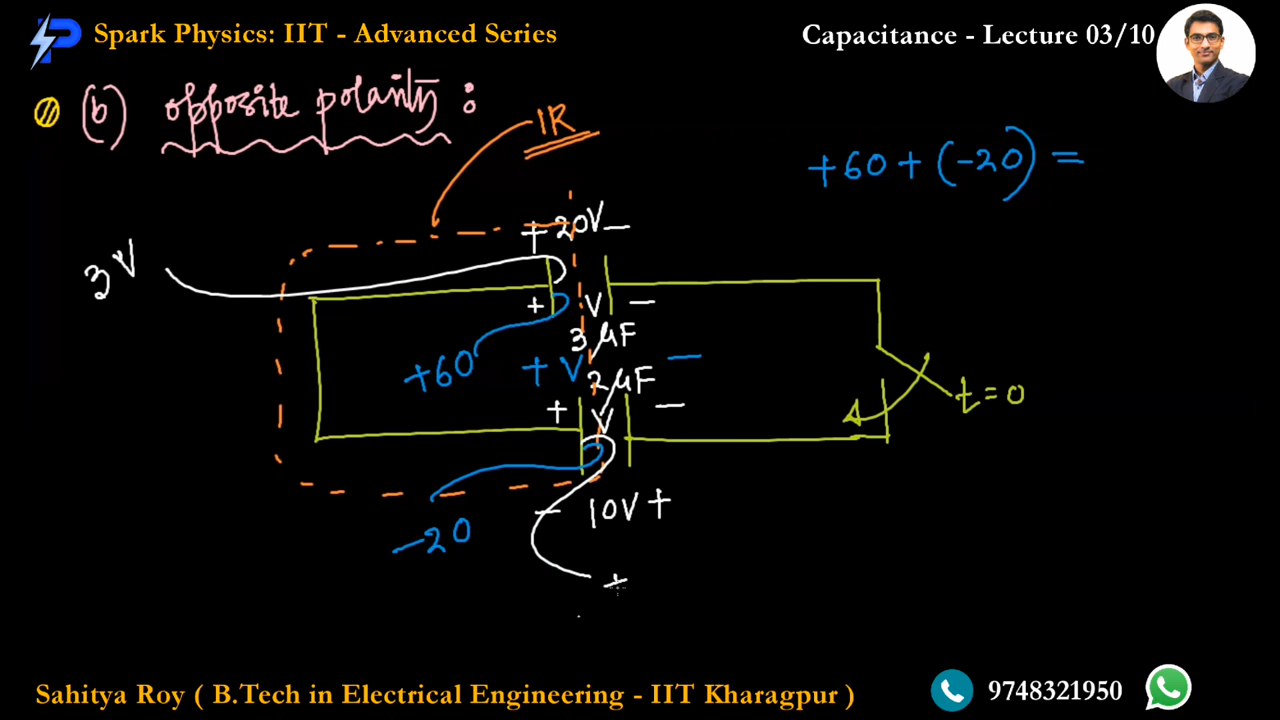 Spark Physics: IIT - Advanced Series
Capacitance - Lecture 03/10
(b) opposite polarity :
1R
+60 + (-20) =
+ 20V -
3V
+ V -
3 μF
+60
+ V -
2 μF
+ V -
t = 0
- 10V +
-20
+
Sahitya Roy ( B.Tech in Electrical Engineering - IIT Kharagpur )
9748321950